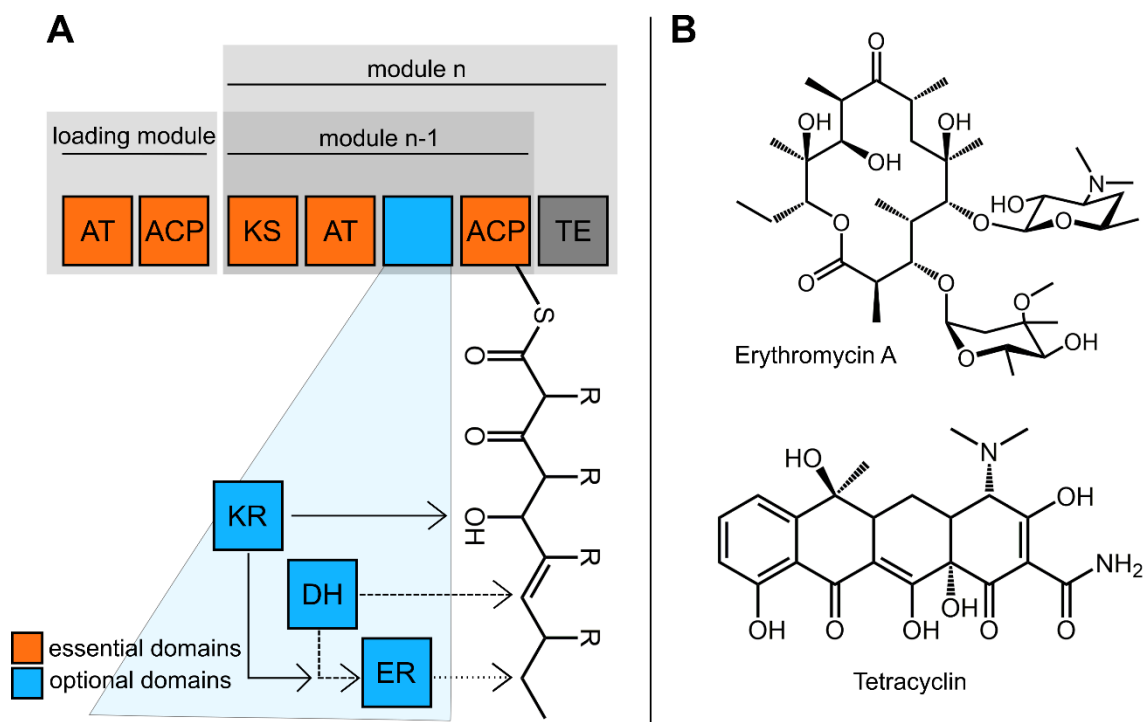 A
module n
loading module
module n-1
AT
ACP
KS
AT
ACP
TE
S
O
R
O
R
KR
OH
R
DH
R
ER
essential domains
optional domains
B
O
OH
OH
OH
N
HO
O
O
O
O
O
O
OH
O
Erythromycin A
HO
N
OH
NH2
OH
O
OH
OH
O
O
Tetracyclin